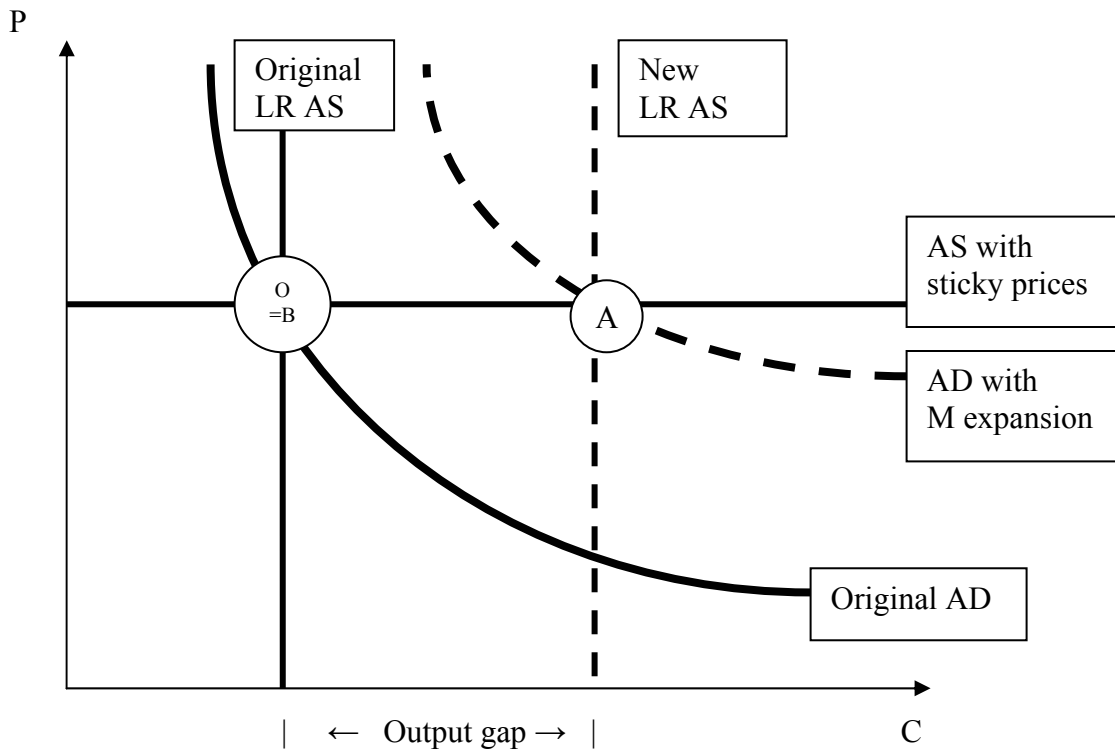 P
Original
LR AS
New
LR AS
AS with
sticky prices
O
=B
A
AD with
M expansion
Original AD
| ← Output gap → |
C